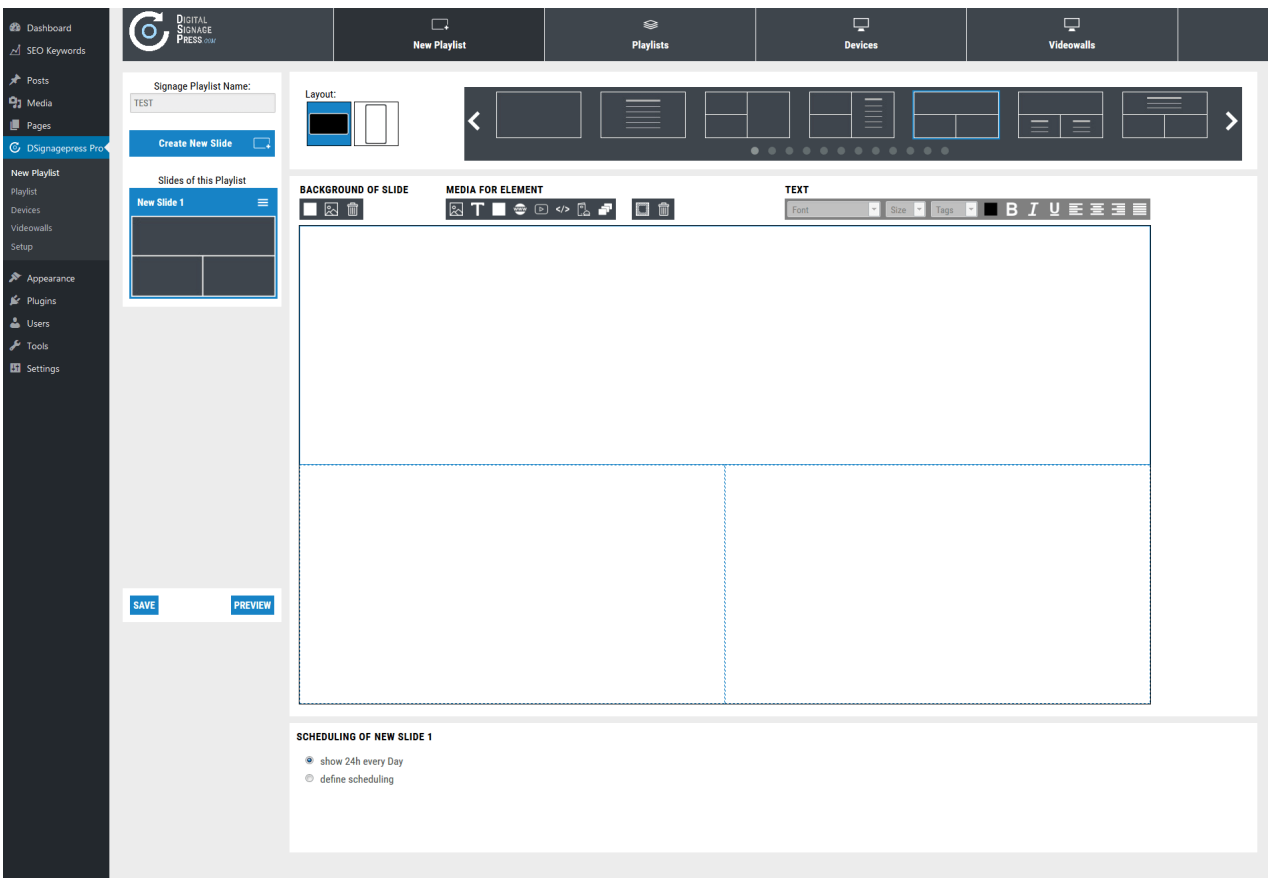 Dashboard
SEO Keywords
Posts
Media
Pages
DSignagepress Pro
New Playlist
Playlist
Devices
Videowalls
Setup
Appearance
Plugins
Users
Tools
Settings
DIGITAL
SIGNAGE
PRESS.COM
New Playlist
Playlists
Devices
Videowalls
Signage Playlist Name:
TEST
Create New Slide
Slides of this Playlist
New Slide 1
SAVE
PREVIEW
Layout:
BACKGROUND OF SLIDE
MEDIA FOR ELEMENT
TEXT
T
www
</>
Font
Size
Tags
B
I
U
SCHEDULING OF NEW SLIDE 1
show 24h every Day
define scheduling